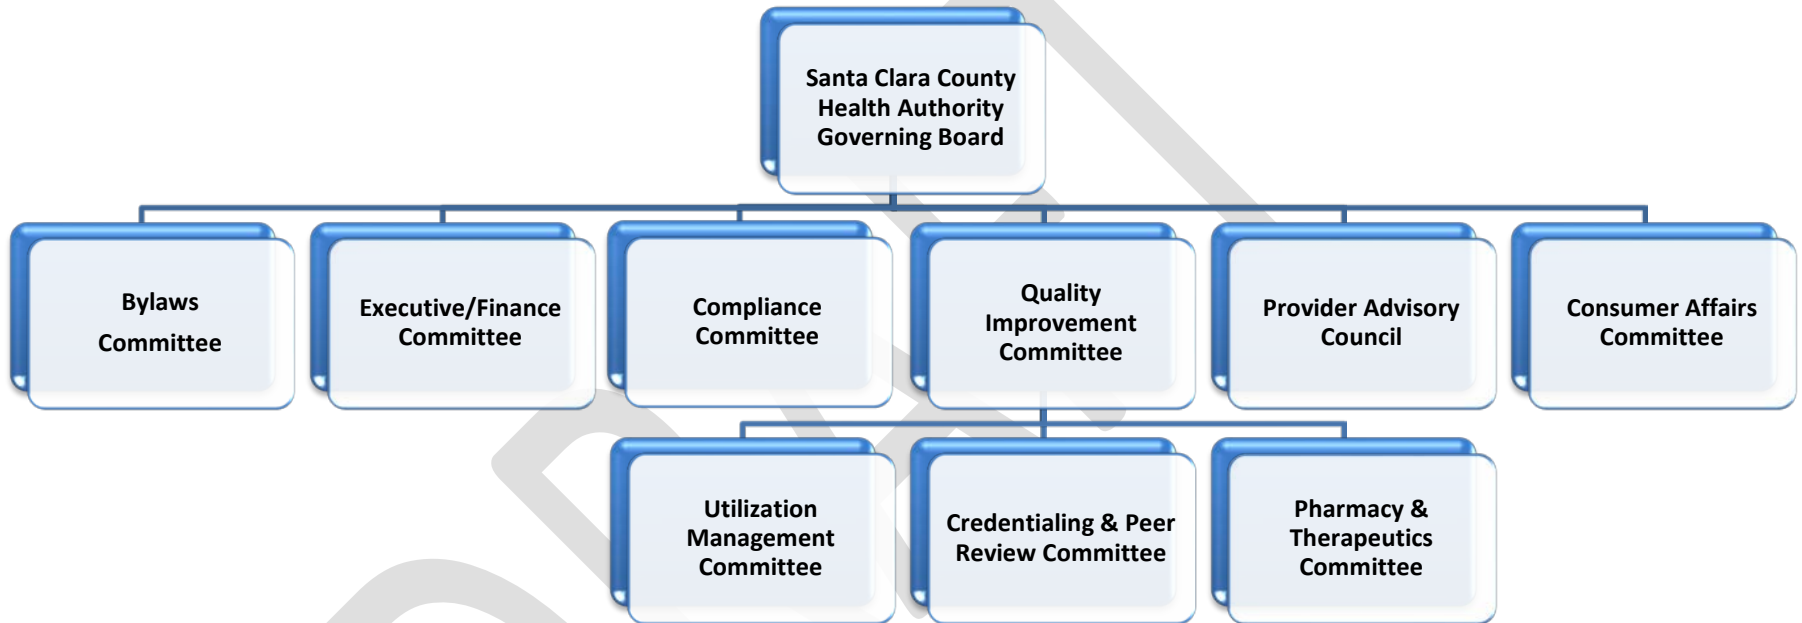 Santa Clara County
Health Authority
Governing Board
Bylaws
Committee
Executive/Finance
Committee
Compliance
Committee
Quality
Improvement
Committee
Provider Advisory
Council
Consumer Affairs
Committee
Utilization
Management
Committee
Credentialing & Peer
Review Committee
Pharmacy &
Therapeutics
Committee